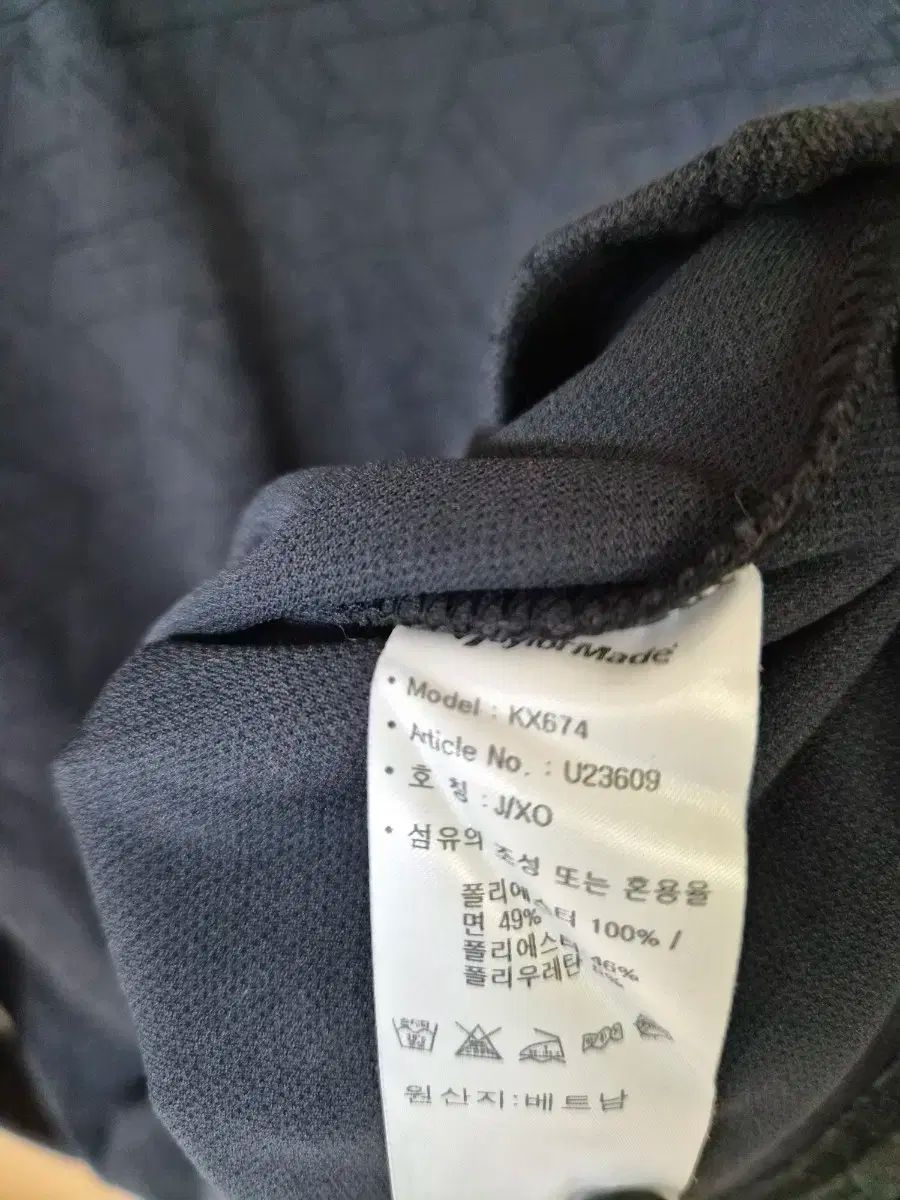 TaylorMade
• Model : KX674
• Article No. : U23609
• 호 칭 : J/XO
• 섬유의 조성 또는 혼용율
폴리에스터 100% /
면 49%
폴리에스터 %
폴리우레탄
원산지:베트남